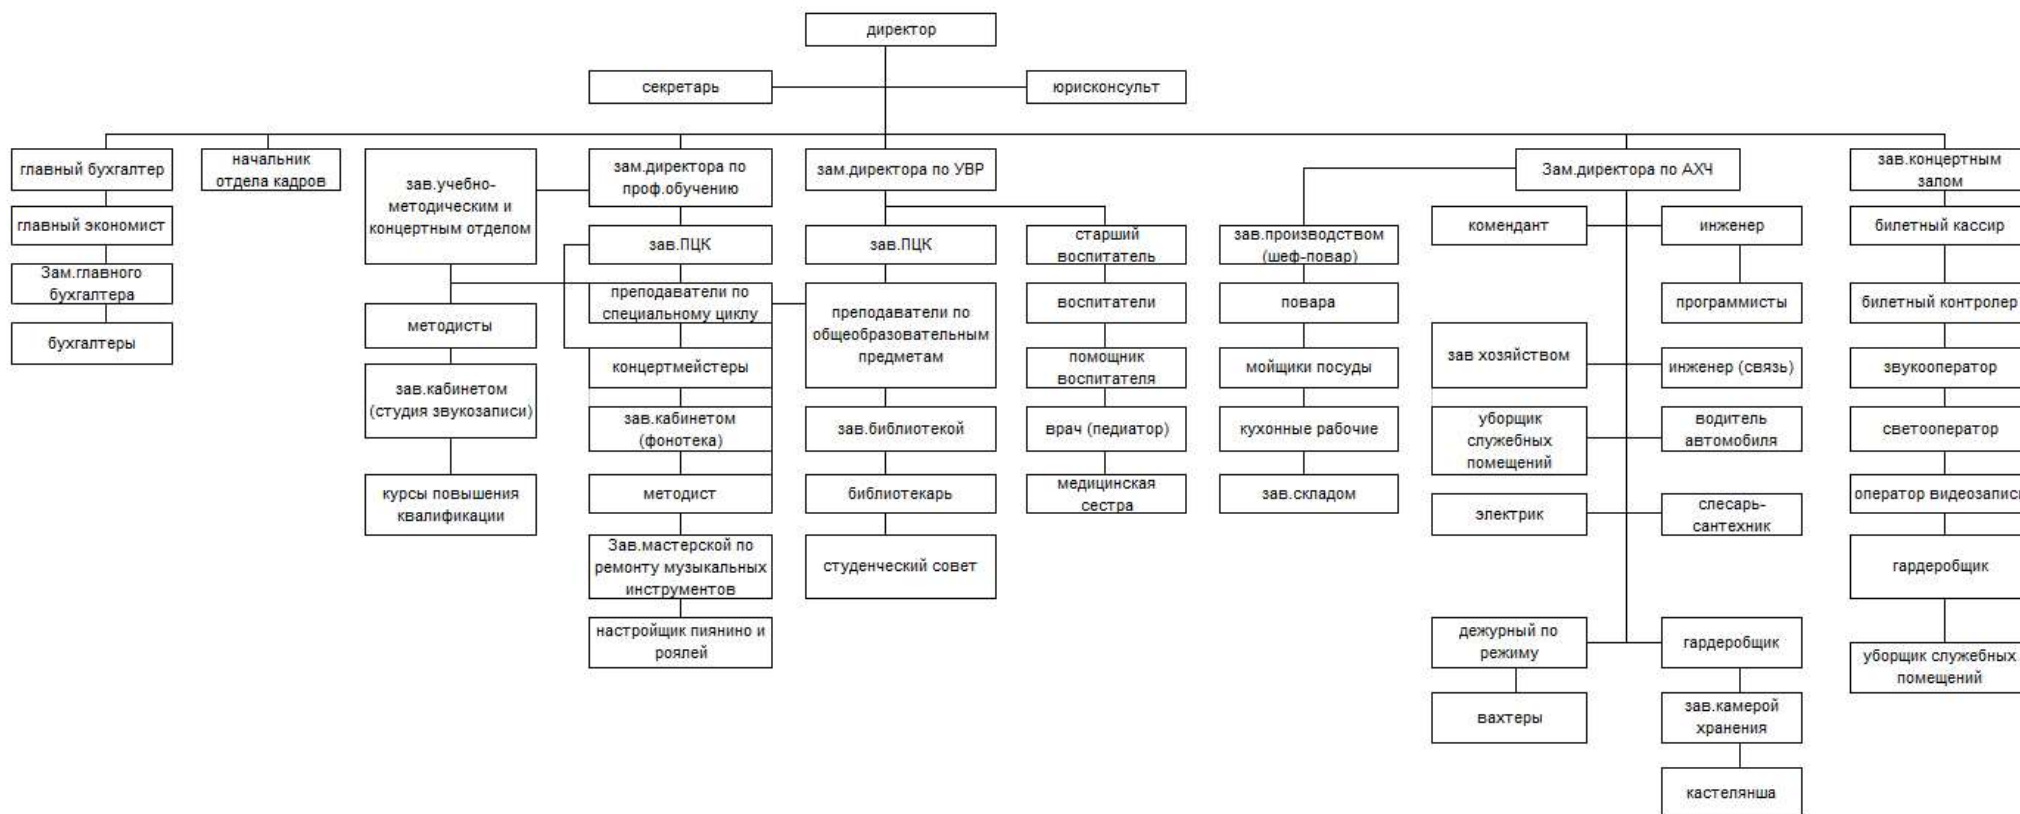 директор
секретарь
юрисконсульт
главный бухгалтер
главный экономист
Зам.главного
бухгалтера
бухгалтеры
начальник
отдела кадров
зав.учебно-
методическим и
концертным отделом
методисты
зав.кабинетом
(студия звукозаписи)
курсы повышения
квалификации
зам.директора по
проф.обучению
зав.ПЦК
преподаватели по
специальному циклу
концертмейстеры
зав.кабинетом
(фонотека)
методист
Зав.мастерской по
ремонту музыкальных
инструментов
настройщик пиянино и
роялей
зам.директора по УВР
зав.ПЦК
преподаватели по
общеобразовательным
предметам
зав.библиотекой
библиотекарь
студенческий совет
старший
воспитатель
воспитатели
помощник
воспитателя
врач (педиатор)
медицинская
сестра
Зам.директора по АХЧ
зав.производством
(шеф-повар)
повара
мойщики посуды
кухонные рабочие
зав.складом
комендант
инженер
программисты
зав хозяйством
инженер (связь)
уборщик
служебных
помещений
водитель
автомобиля
электрик
слесарь-
сантехник
дежурный по
режиму
вахтеры
гардеробщик
зав.камерой
хранения
кастелянша
зав.концертным
залом
билетный кассир
билетный контролер
звукооператор
светооператор
оператор видеозаписи
гардеробщик
уборщик служебных
помещений